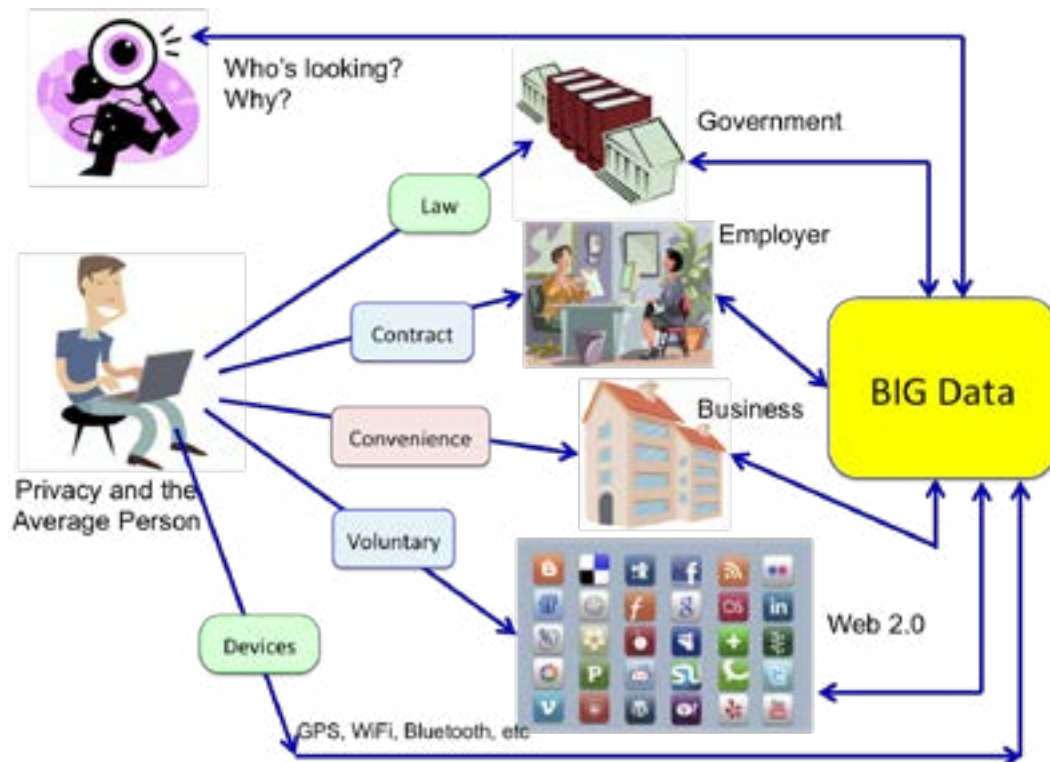 Who's looking?
Why?
Government
Law
Employer
Contract
BIG Data
Business
Convenience
Privacy and the
Average Person
Voluntary
Web 2.0
Devices
GPS, WiFi, Bluetooth, etc